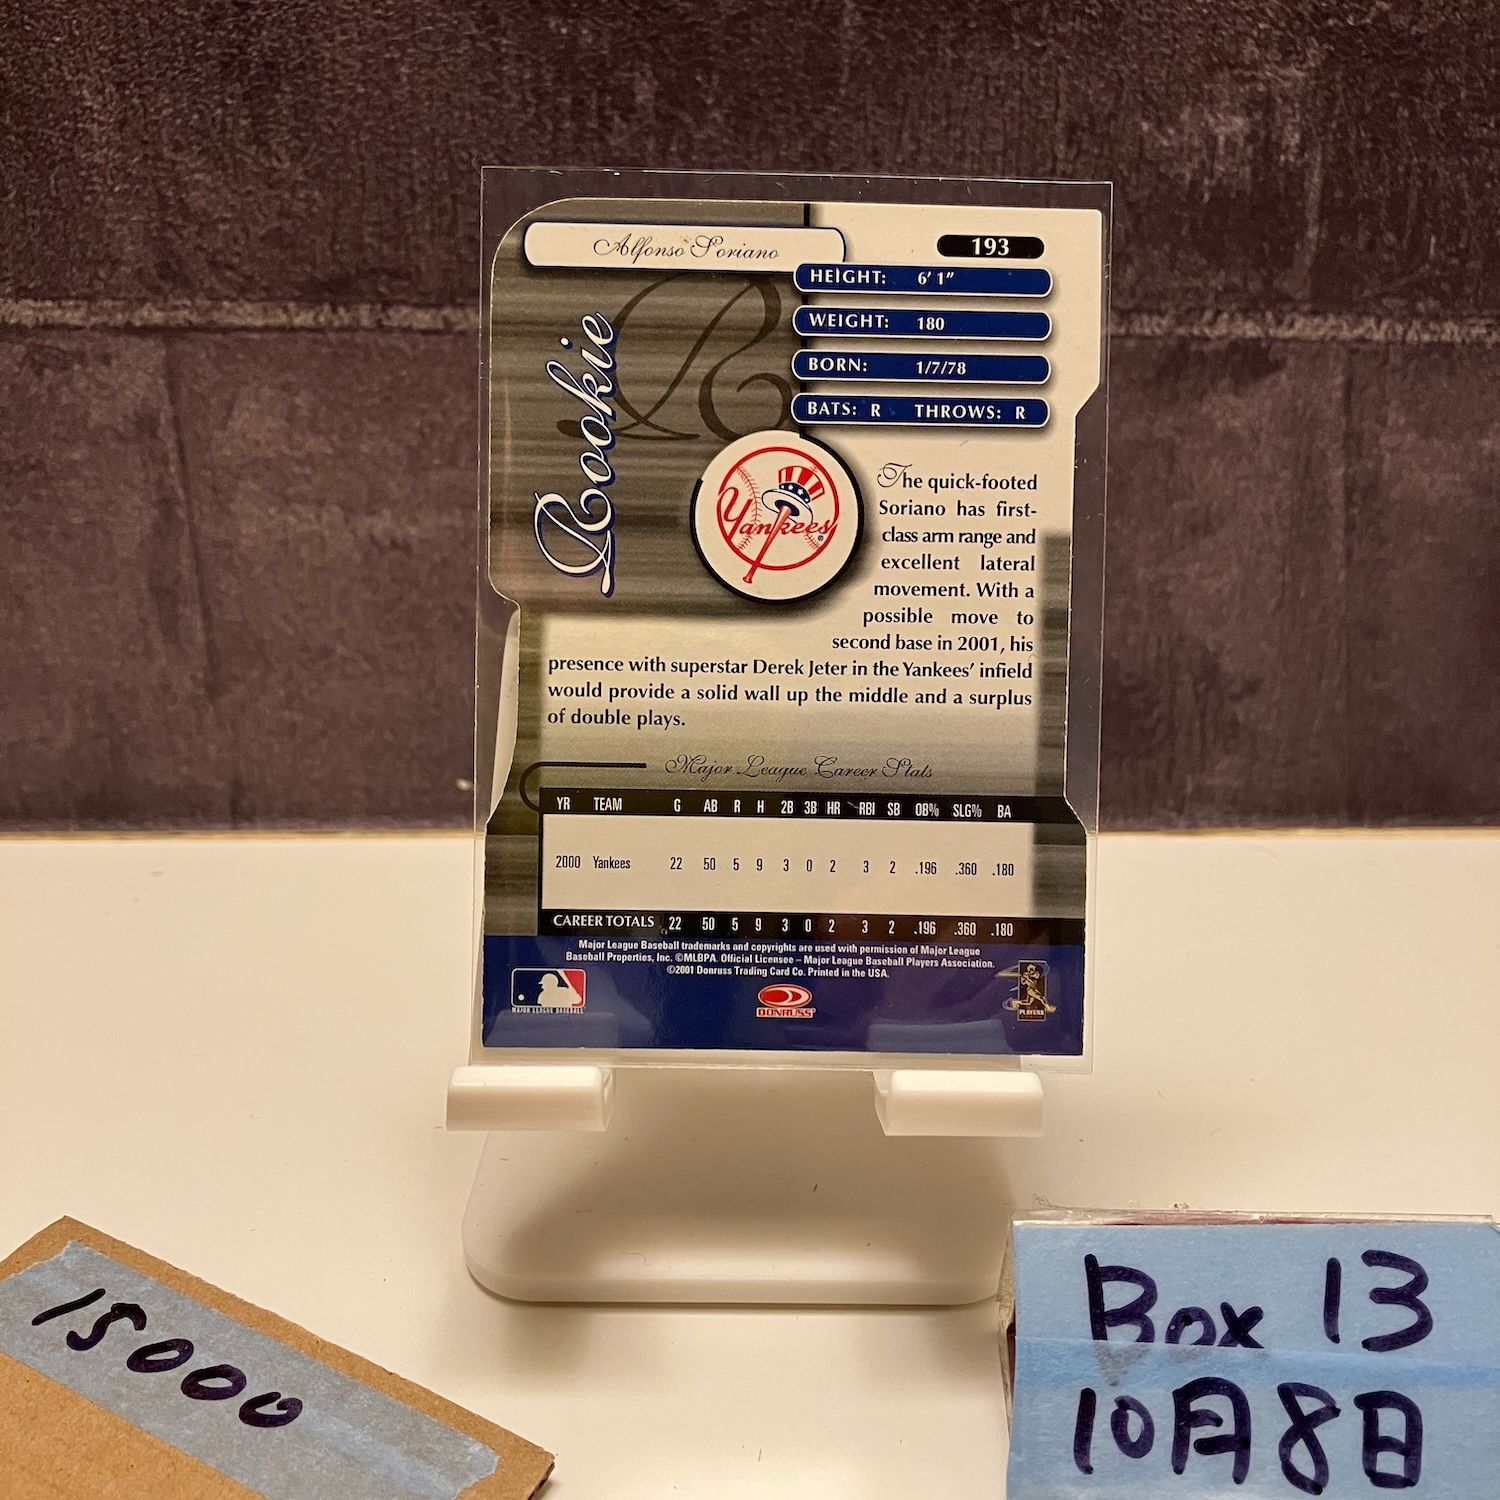 Alfonso Soriano
193
HEIGHT: 6' 1"
WEIGHT: 180
BORN: 1/7/78
BATS: R THROWS: R
Rookie
R
Yankees
The quick-footed
Soriano has first-
class arm range and
excellent lateral
movement. With a
possible move to
second base in 2001, his
presence with superstar Derek Jeter in the Yankees' infield
would provide a solid wall up the middle and a surplus
of double plays.
Major League Career Stats
YR TEAM G AB R H 2B 3B HR RBI SB OB% SLG% BA
2000 Yankees 22 50 5 9 3 0 2 3 2 .196 .360 .180
CAREER TOTALS 22 50 5 9 3 0 2 3 2 .196 .360 .180
Major League Baseball trademarks and copyrights are used with permission of Major League
Baseball Properties, Inc. ©MLBPA. Official Licensee – Major League Baseball Players Association.
©2001 Donruss Trading Card Co. Printed in the USA.
MAJOR LEAGUE BASEBALL
DONRUSS
PLAYERS
15000
Box 13
10月8日